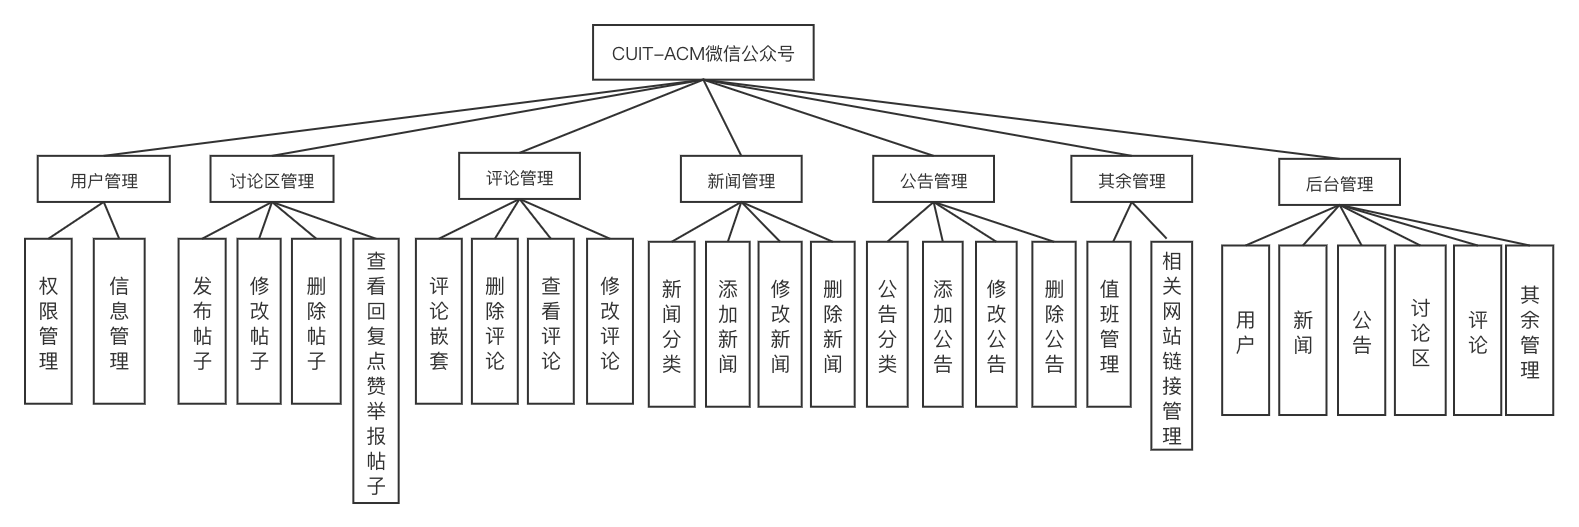 CUIT-ACM微信公众号
用户管理
讨论区管理
评论管理
新闻管理
公告管理
其余管理
后台管理
权限管理
信息管理
发布帖子
修改帖子
删除帖子
查看回复点赞举报帖子
评论嵌套
删除评论
查看评论
修改评论
新闻分类
添加新闻
修改新闻
删除新闻
公告分类
添加公告
修改公告
删除公告
值班管理
相关网站链接管理
用户
新闻
公告
讨论区
评论
其余管理